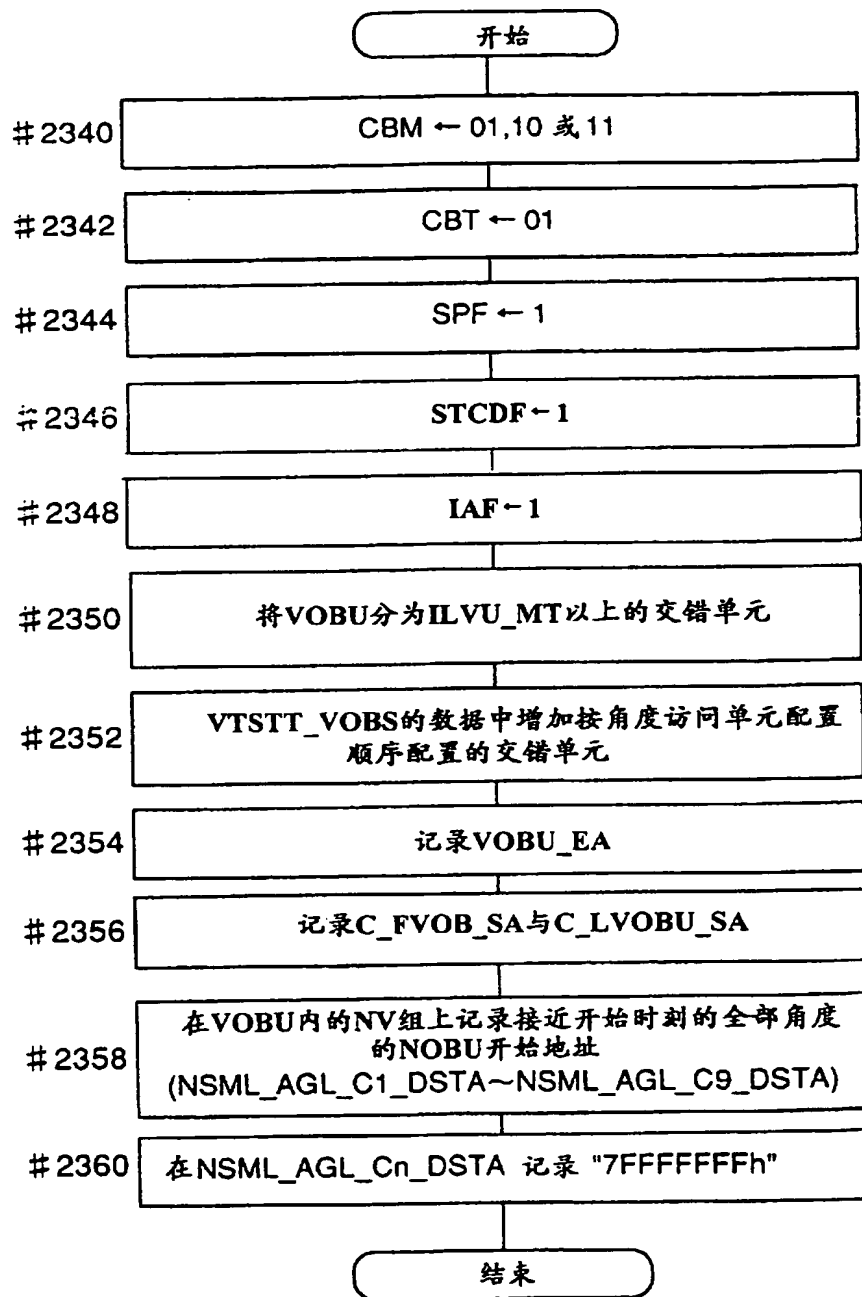 开始
#2340
CBM ← 01,10 或 11
#2342
CBT ← 01
#2344
SPF ← 1
#2346
STCDF ← 1
#2348
IAF ← 1
#2350
将VOBU分为ILVU_MT以上的交错单元
#2352
VTSTT_VOBS的数据中增加按角度访问单元配置
顺序配置的交错单元
#2354
记录VOBU_EA
#2356
记录C_FVOB_SA与C_LVOBU_SA
#2358
在VOBU内的NV组上记录接近开始时刻的全部角度
的NOBU开始地址
(NSML_AGL_C1_DSTA～NSML_AGL_C9_DSTA)
#2360
在NSML_AGL_Cn_DSTA 记录 "7FFFFFFFh"
结束